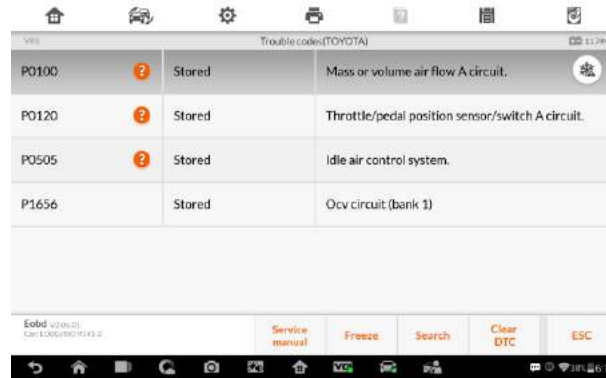 Trouble codes(TOYOTA)
P0100 ? Stored Mass or volume air flow A circuit.
P0120 ? Stored Throttle/pedal position sensor/switch A circuit.
P0505 ? Stored Idle air control system.
P1656 Stored Ocv circuit (bank 1)
Eobd
Service manual Freeze Search Clear DTC ESC
VCI 38%